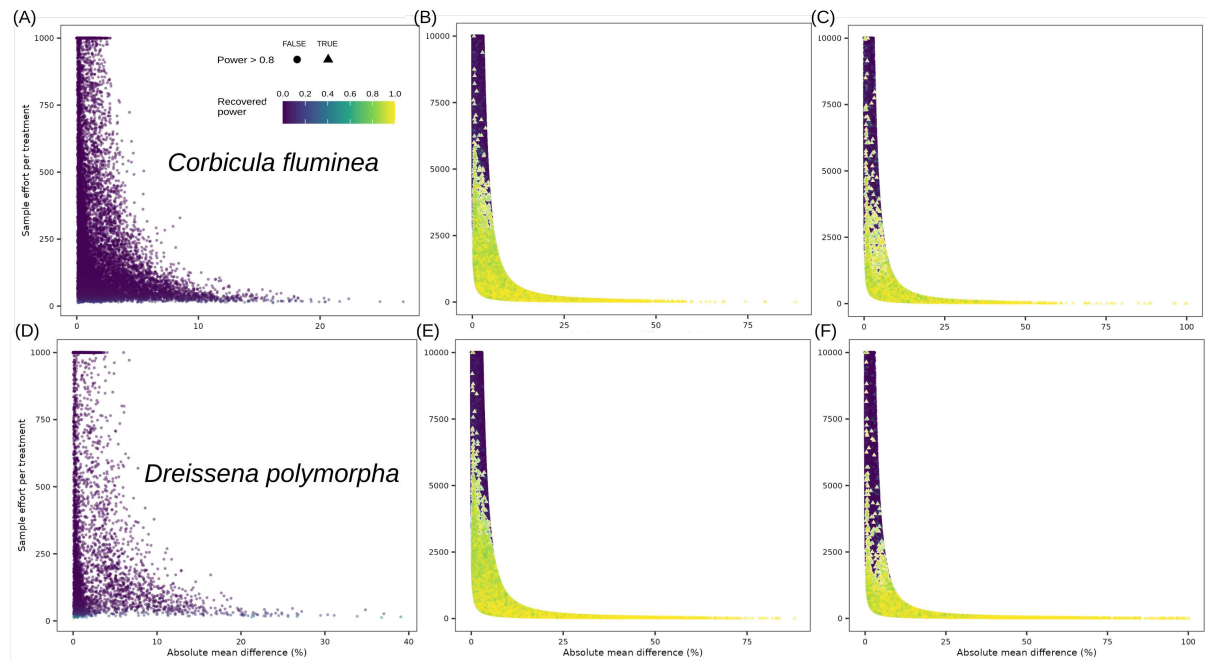 (A)
(B)
(C)
1000
750
500
250
0
Sample effort per treatment
0
10
20
FALSE
TRUE
Power > 0.8
Recovered
power
0.0 0.2 0.4 0.6 0.8 1.0
Corbicula fluminea
10000
7500
5000
2500
0
0
25
50
75
10000
7500
5000
2500
0
0
25
50
75
100
(D)
(E)
(F)
1000
750
500
250
0
Sample effort per treatment
Dreissena polymorpha
0
10
20
30
40
Absolute mean difference (%)
10000
7500
5000
2500
0
0
25
50
75
Absolute mean difference (%)
10000
7500
5000
2500
0
0
25
50
75
100
Absolute mean difference (%)